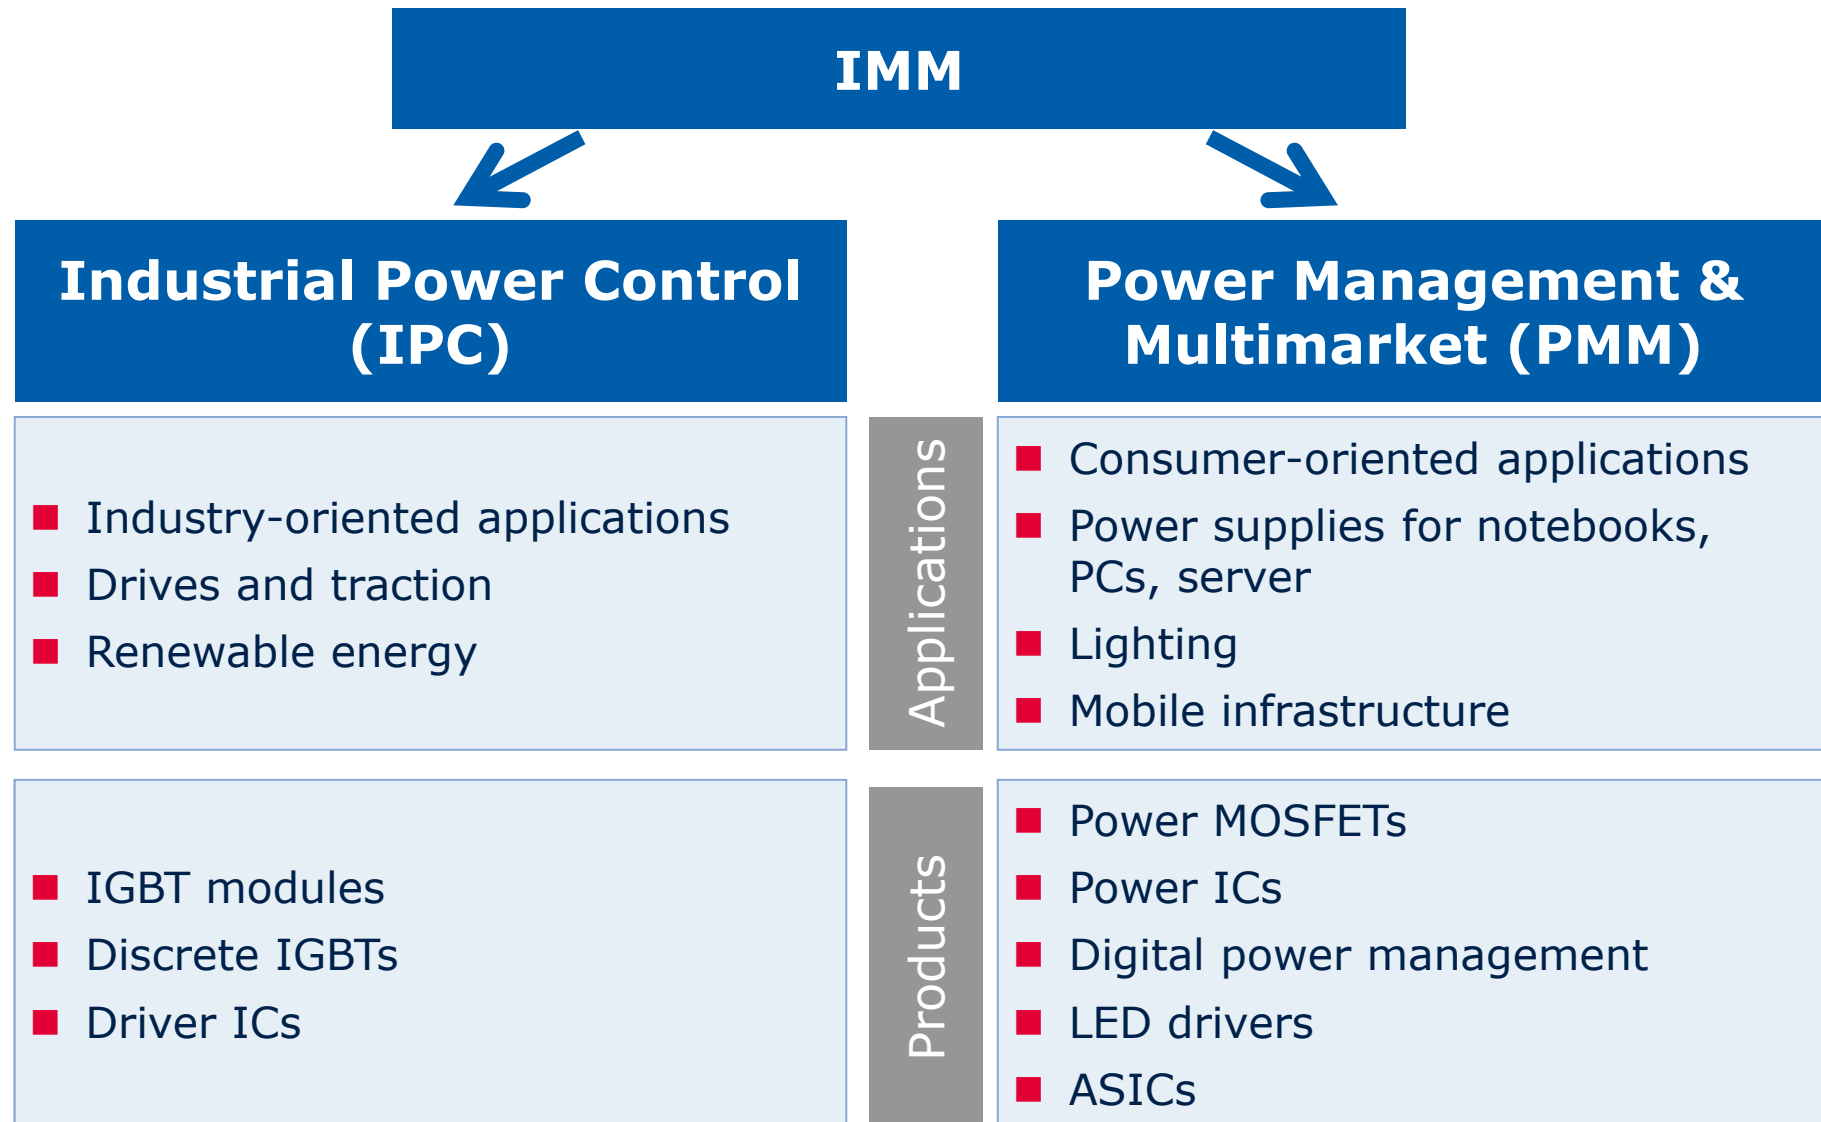 IMM
Industrial Power Control
(IPC)
Power Management &
Multimarket (PMM)
Industry-oriented applications
Drives and traction
Renewable energy
Applications
Consumer-oriented applications
Power supplies for notebooks,
PCs, server
Lighting
Mobile infrastructure
IGBT modules
Discrete IGBTs
Driver ICs
Products
Power MOSFETs
Power ICs
Digital power management
LED drivers
ASICs